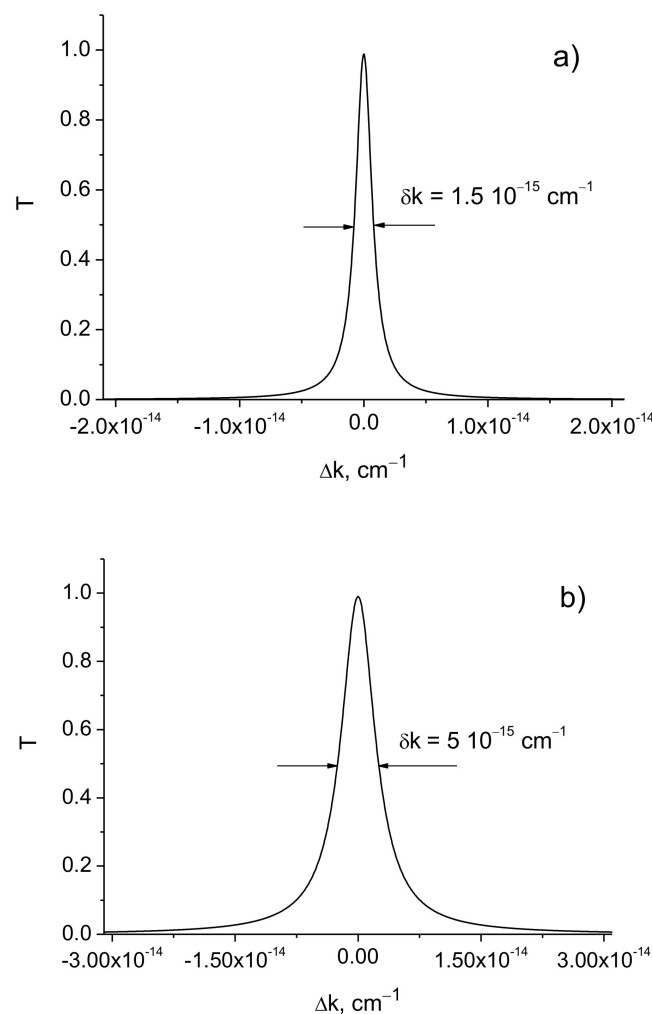 a)
1.0
0.8
0.6
0.4
0.2
0.0
T
δk = 1.5 10⁻¹⁵ cm⁻¹
-2.0x10⁻¹⁴ -1.0x10⁻¹⁴ 0.0 1.0x10⁻¹⁴ 2.0x10⁻¹⁴
Δk, cm⁻¹
b)
1.0
0.8
0.6
0.4
0.2
0.0
T
δk = 5 10⁻¹⁵ cm⁻¹
-3.00x10⁻¹⁴ -1.50x10⁻¹⁴ 0.00 1.50x10⁻¹⁴ 3.00x10⁻¹⁴
Δk, cm⁻¹